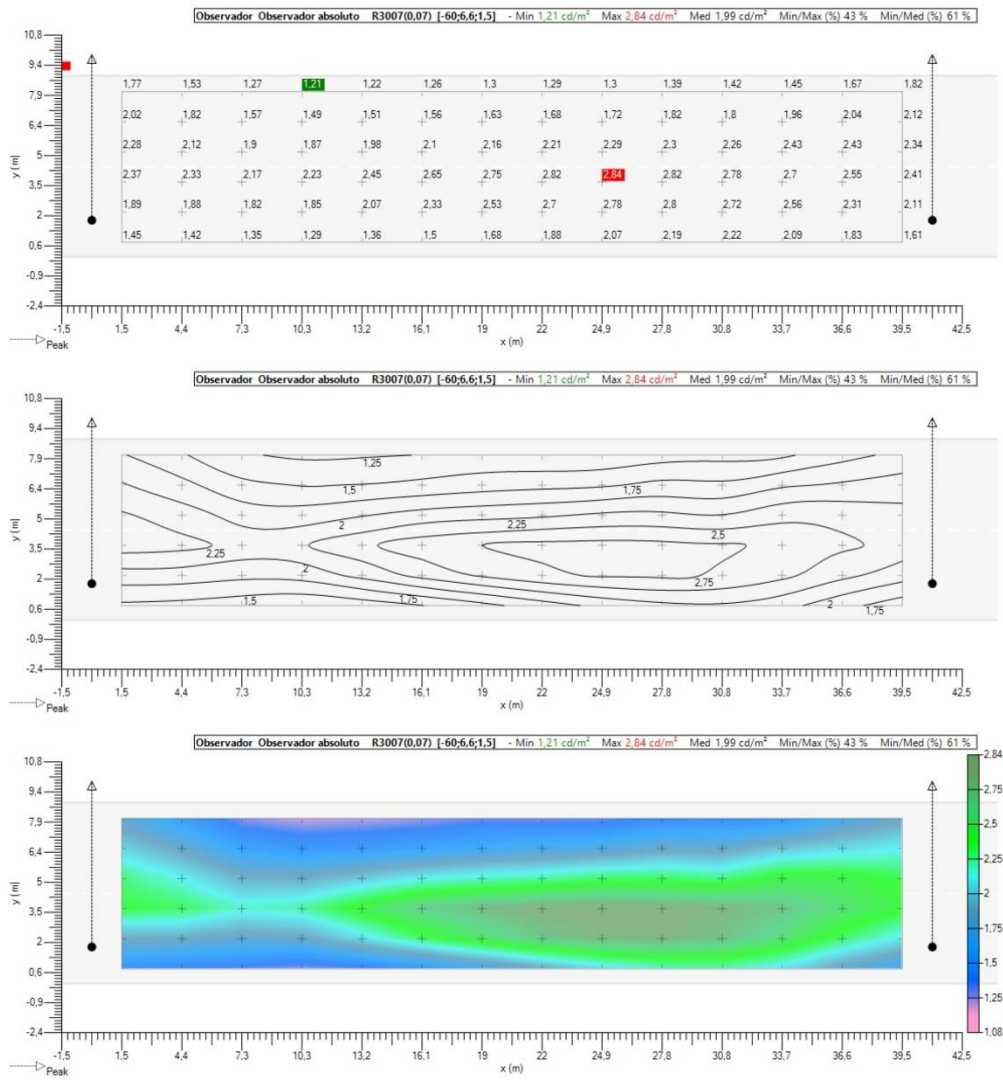 Observador Observador absoluto R3007(0,07) [-60;6,6;1,5] - Min 1,21 cd/m² Max 2,84 cd/m² Med 1,99 cd/m² Min/Max (%) 43 % Min/Med (%) 61 %
10,8
9,4
1,77 1,53 1,27 1,21 1,22 1,26 1,3 1,29 1,3 1,39 1,42 1,45 1,67 1,82
7,9
2,02 1,82 1,57 1,49 1,51 1,56 1,63 1,68 1,72 1,82 1,8 1,96 2,04 2,12
6,4
2,28 2,12 1,9 1,87 1,98 2,1 2,16 2,21 2,29 2,3 2,26 2,43 2,43 2,34
5
y (m)
2,37 2,33 2,17 2,23 2,45 2,65 2,75 2,82 2,84 2,82 2,78 2,7 2,55 2,41
3,5
1,89 1,88 1,82 1,85 2,07 2,33 2,53 2,7 2,78 2,8 2,72 2,56 2,31 2,11
2
1,45 1,42 1,35 1,29 1,36 1,5 1,68 1,88 2,07 2,19 2,22 2,09 1,83 1,61
0,6
-0,9
-2,4
-1,5 1,5 4,4 7,3 10,3 13,2 16,1 19 22 24,9 27,8 30,8 33,7 36,6 39,5 42,5
Peak x (m)
Observador Observador absoluto R3007(0,07) [-60;6,6;1,5] - Min 1,21 cd/m² Max 2,84 cd/m² Med 1,99 cd/m² Min/Max (%) 43 % Min/Med (%) 61 %
10,8
9,4
7,9
1,25
6,4
1,5 1,75
5
2 2,25 2,5
y (m)
3,5
2,25
2 2,75
2
1,5 1,75 2 1,75
0,6
-0,9
-2,4
-1,5 1,5 4,4 7,3 10,3 13,2 16,1 19 22 24,9 27,8 30,8 33,7 36,6 39,5 42,5
Peak x (m)
Observador Observador absoluto R3007(0,07) [-60;6,6;1,5] - Min 1,21 cd/m² Max 2,84 cd/m² Med 1,99 cd/m² Min/Max (%) 43 % Min/Med (%) 61 %
10,8
9,4
7,9
6,4
5
y (m)
3,5
2
0,6
-0,9
-2,4
-1,5 1,5 4,4 7,3 10,3 13,2 16,1 19 22 24,9 27,8 30,8 33,7 36,6 39,5 42,5
Peak x (m)
2,84
2,75
2,5
2,25
2
1,75
1,5
1,25
1,08